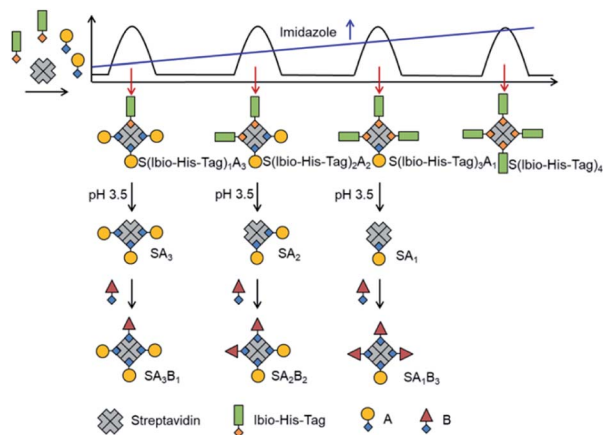 Imidazole
S(Ibio-His-Tag)₁A₃
S(Ibio-His-Tag)₂A₂
S(Ibio-His-Tag)₃A₁
S(Ibio-His-Tag)₄
pH 3.5
pH 3.5
pH 3.5
SA₃
SA₂
SA₁
SA₃B₁
SA₂B₂
SA₁B₃
Streptavidin
Ibio-His-Tag
A
B